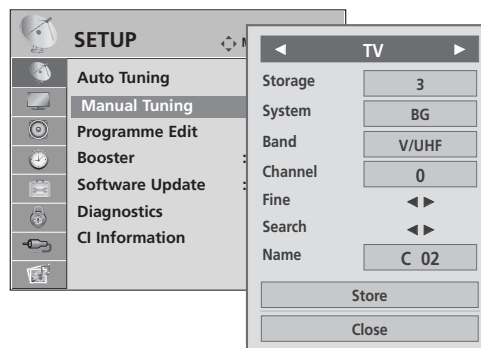 SETUP
Auto Tuning
Manual Tuning
Programme Edit
Booster :
Software Update :
Diagnostics
CI Information
◄ TV ►
Storage 3
System BG
Band V/UHF
Channel 0
Fine ◄►
Search ◄►
Name C 02
Store
Close